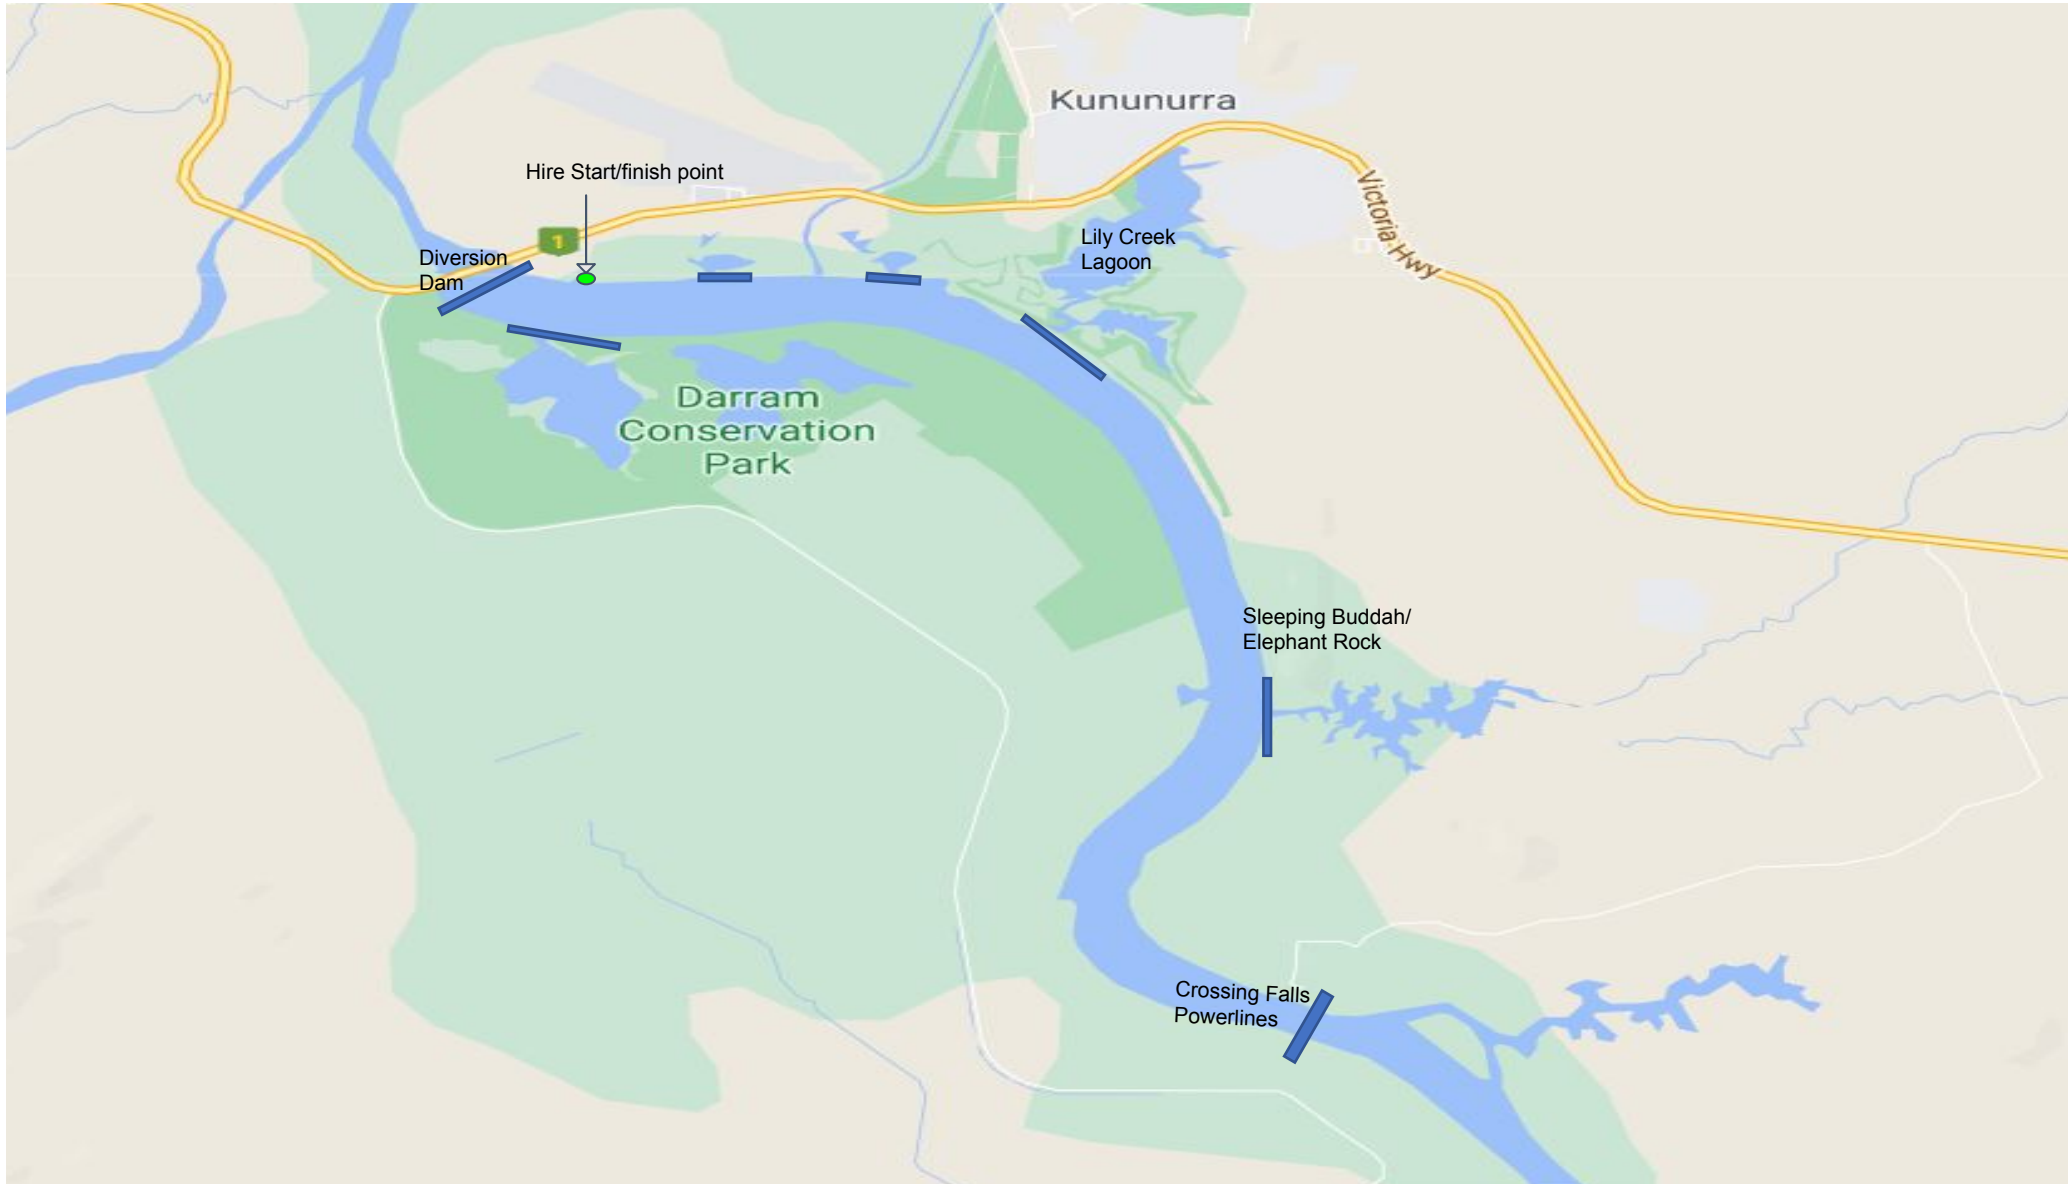 Kununurra
Hire Start/finish point
Victoria Hwy
1
Diversion
Dam
Lily Creek
Lagoon
Darram
Conservation
Park
Sleeping Buddah/
Elephant Rock
Crossing Falls
Powerlines